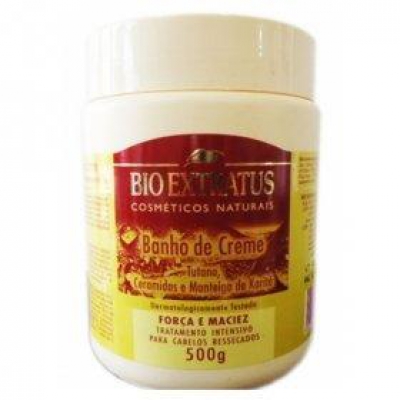 BIO EXTRATUS
COSMÉTICOS NATURAIS
Banho de Creme
Tutano,
Ceramidas e Manteiga de Karité
Dermatologicamente Testado
FORÇA E MACIEZ
TRATAMENTO INTENSIVO
PARA CABELOS RESSECADOS
500g